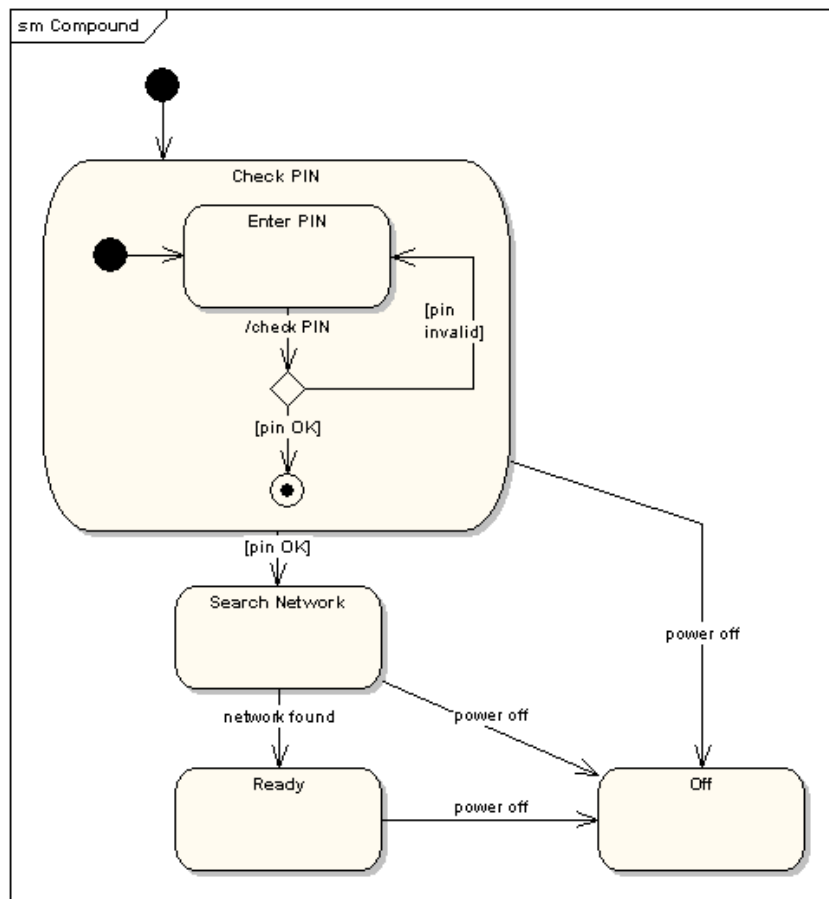 sm Compound
Check PIN
Enter PIN
/check PIN
[pin
invalid]
[pin OK]
[pin OK]
Search Network
power off
network found
power off
Ready
Off
power off